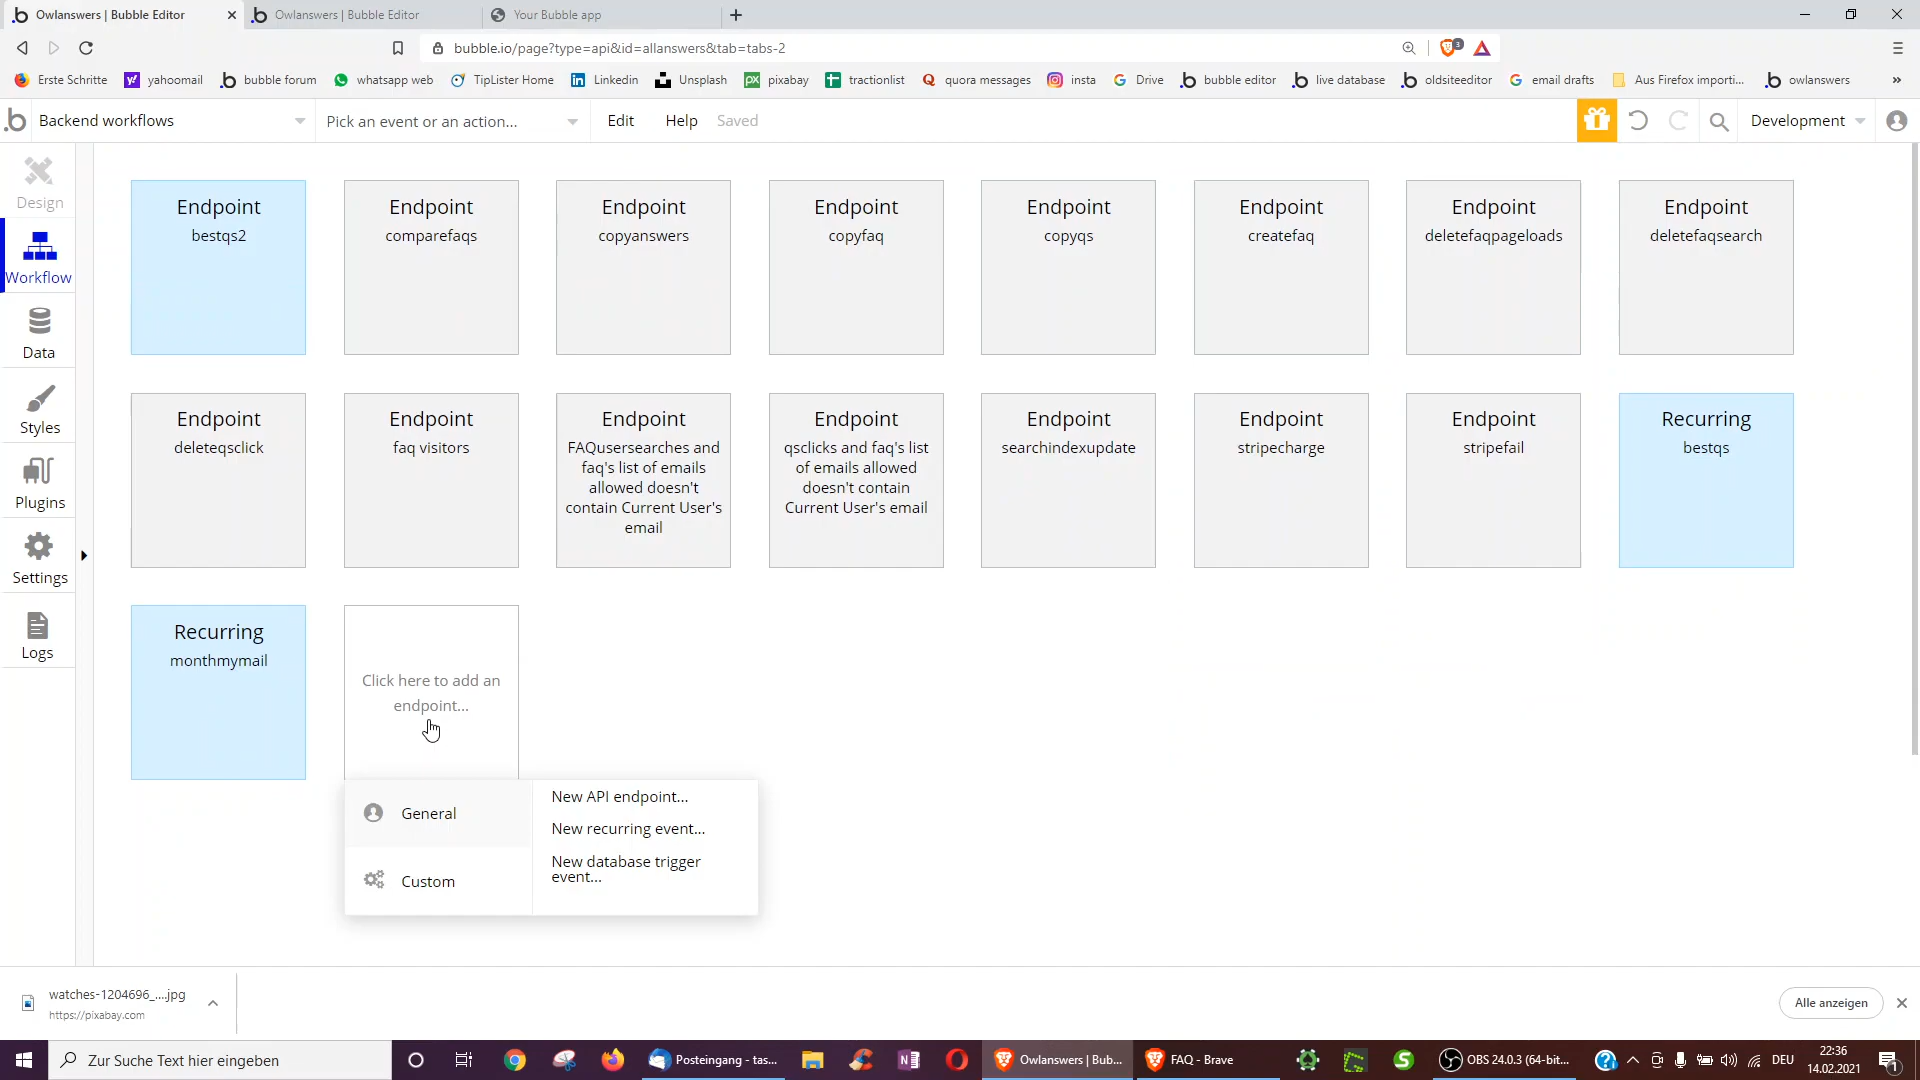 Owlanswers | Bubble Editor
Owlanswers | Bubble Editor
Your Bubble app
bubble.io/page?type=api&id=allanswers&tab=tabs-2
3
Erste Schritte
yahoomail
bubble forum
whatsapp web
TipLister Home
Linkedin
Unsplash
pixabay
tractionlist
quora messages
insta
Drive
bubble editor
live database
oldsiteeditor
email drafts
Aus Firefox importi...
owlanswers
»
Backend workflows
Pick an event or an action...
Edit
Help
Saved
Development
Design
Workflow
Data
Styles
Plugins
Settings
Logs
Endpoint
bestqs2
Endpoint
comparefaqs
Endpoint
copyanswers
Endpoint
copyfaq
Endpoint
copyqs
Endpoint
createfaq
Endpoint
deletefaqpageloads
Endpoint
deletefaqsearch
Endpoint
deleteqsclick
Endpoint
faq visitors
Endpoint
FAQusersearches and
faq's list of emails
allowed doesn't
contain Current User's
email
Endpoint
qsclicks and faq's list
of emails allowed
doesn't contain
Current User's email
Endpoint
searchindexupdate
Endpoint
stripecharge
Endpoint
stripefail
Recurring
bestqs
Recurring
monthmymail
Click here to add an
endpoint...
General
Custom
New API endpoint...
New recurring event...
New database trigger
event...
watches-1204696_....jpg
https://pixabay.com
Alle anzeigen
Zur Suche Text hier eingeben
Posteingang - tas...
Owlanswers | Bub...
FAQ - Brave
OBS 24.0.3 (64-bit...
DEU
22:36
14.02.2021
1